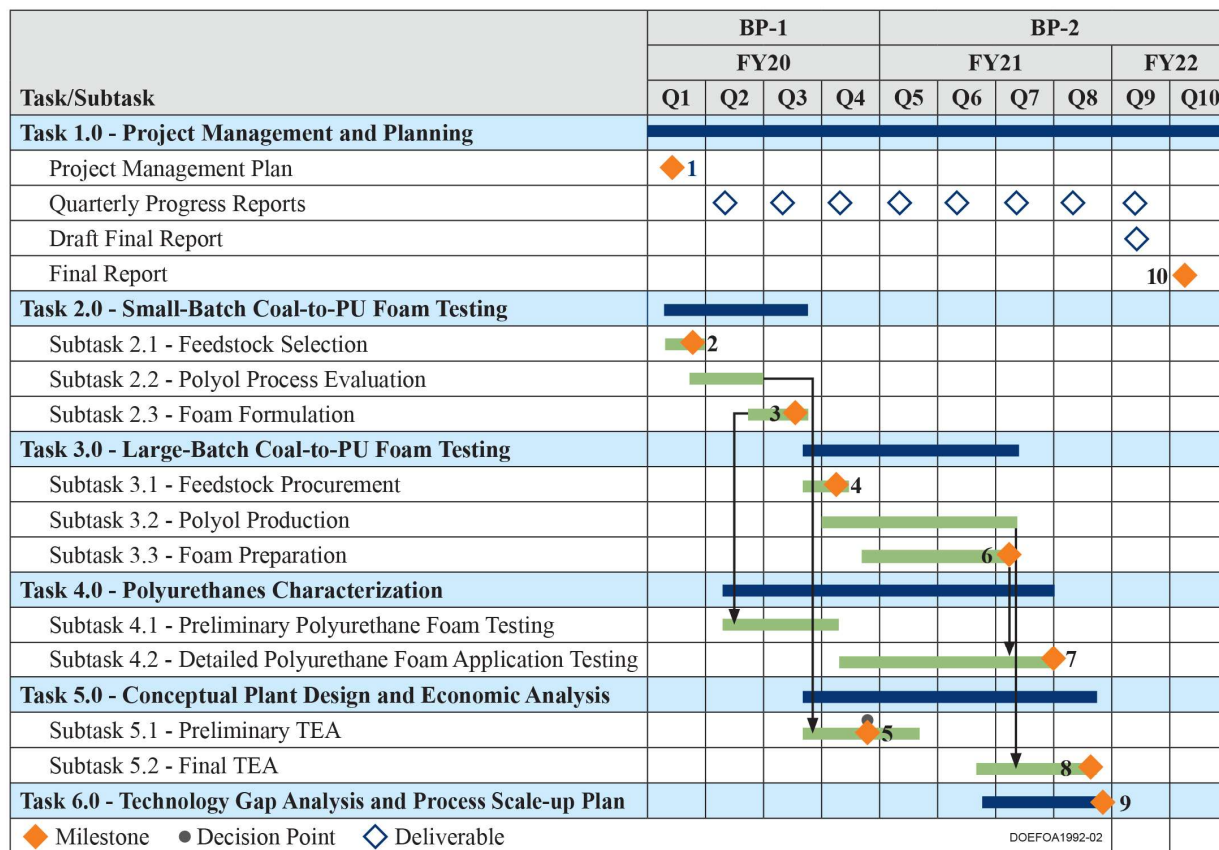 BP-1 BP-2
FY20 FY21 FY22
Task/Subtask Q1 Q2 Q3 Q4 Q5 Q6 Q7 Q8 Q9 Q10
Task 1.0 - Project Management and Planning
Project Management Plan 1
Quarterly Progress Reports
Draft Final Report
Final Report 10
Task 2.0 - Small-Batch Coal-to-PU Foam Testing
Subtask 2.1 - Feedstock Selection 2
Subtask 2.2 - Polyol Process Evaluation
Subtask 2.3 - Foam Formulation 3
Task 3.0 - Large-Batch Coal-to-PU Foam Testing
Subtask 3.1 - Feedstock Procurement 4
Subtask 3.2 - Polyol Production
Subtask 3.3 - Foam Preparation 6
Task 4.0 - Polyurethanes Characterization
Subtask 4.1 - Preliminary Polyurethane Foam Testing
Subtask 4.2 - Detailed Polyurethane Foam Application Testing 7
Task 5.0 - Conceptual Plant Design and Economic Analysis
Subtask 5.1 - Preliminary TEA 5
Subtask 5.2 - Final TEA 8
Task 6.0 - Technology Gap Analysis and Process Scale-up Plan 9
Milestone Decision Point Deliverable DOEFOA1992-02